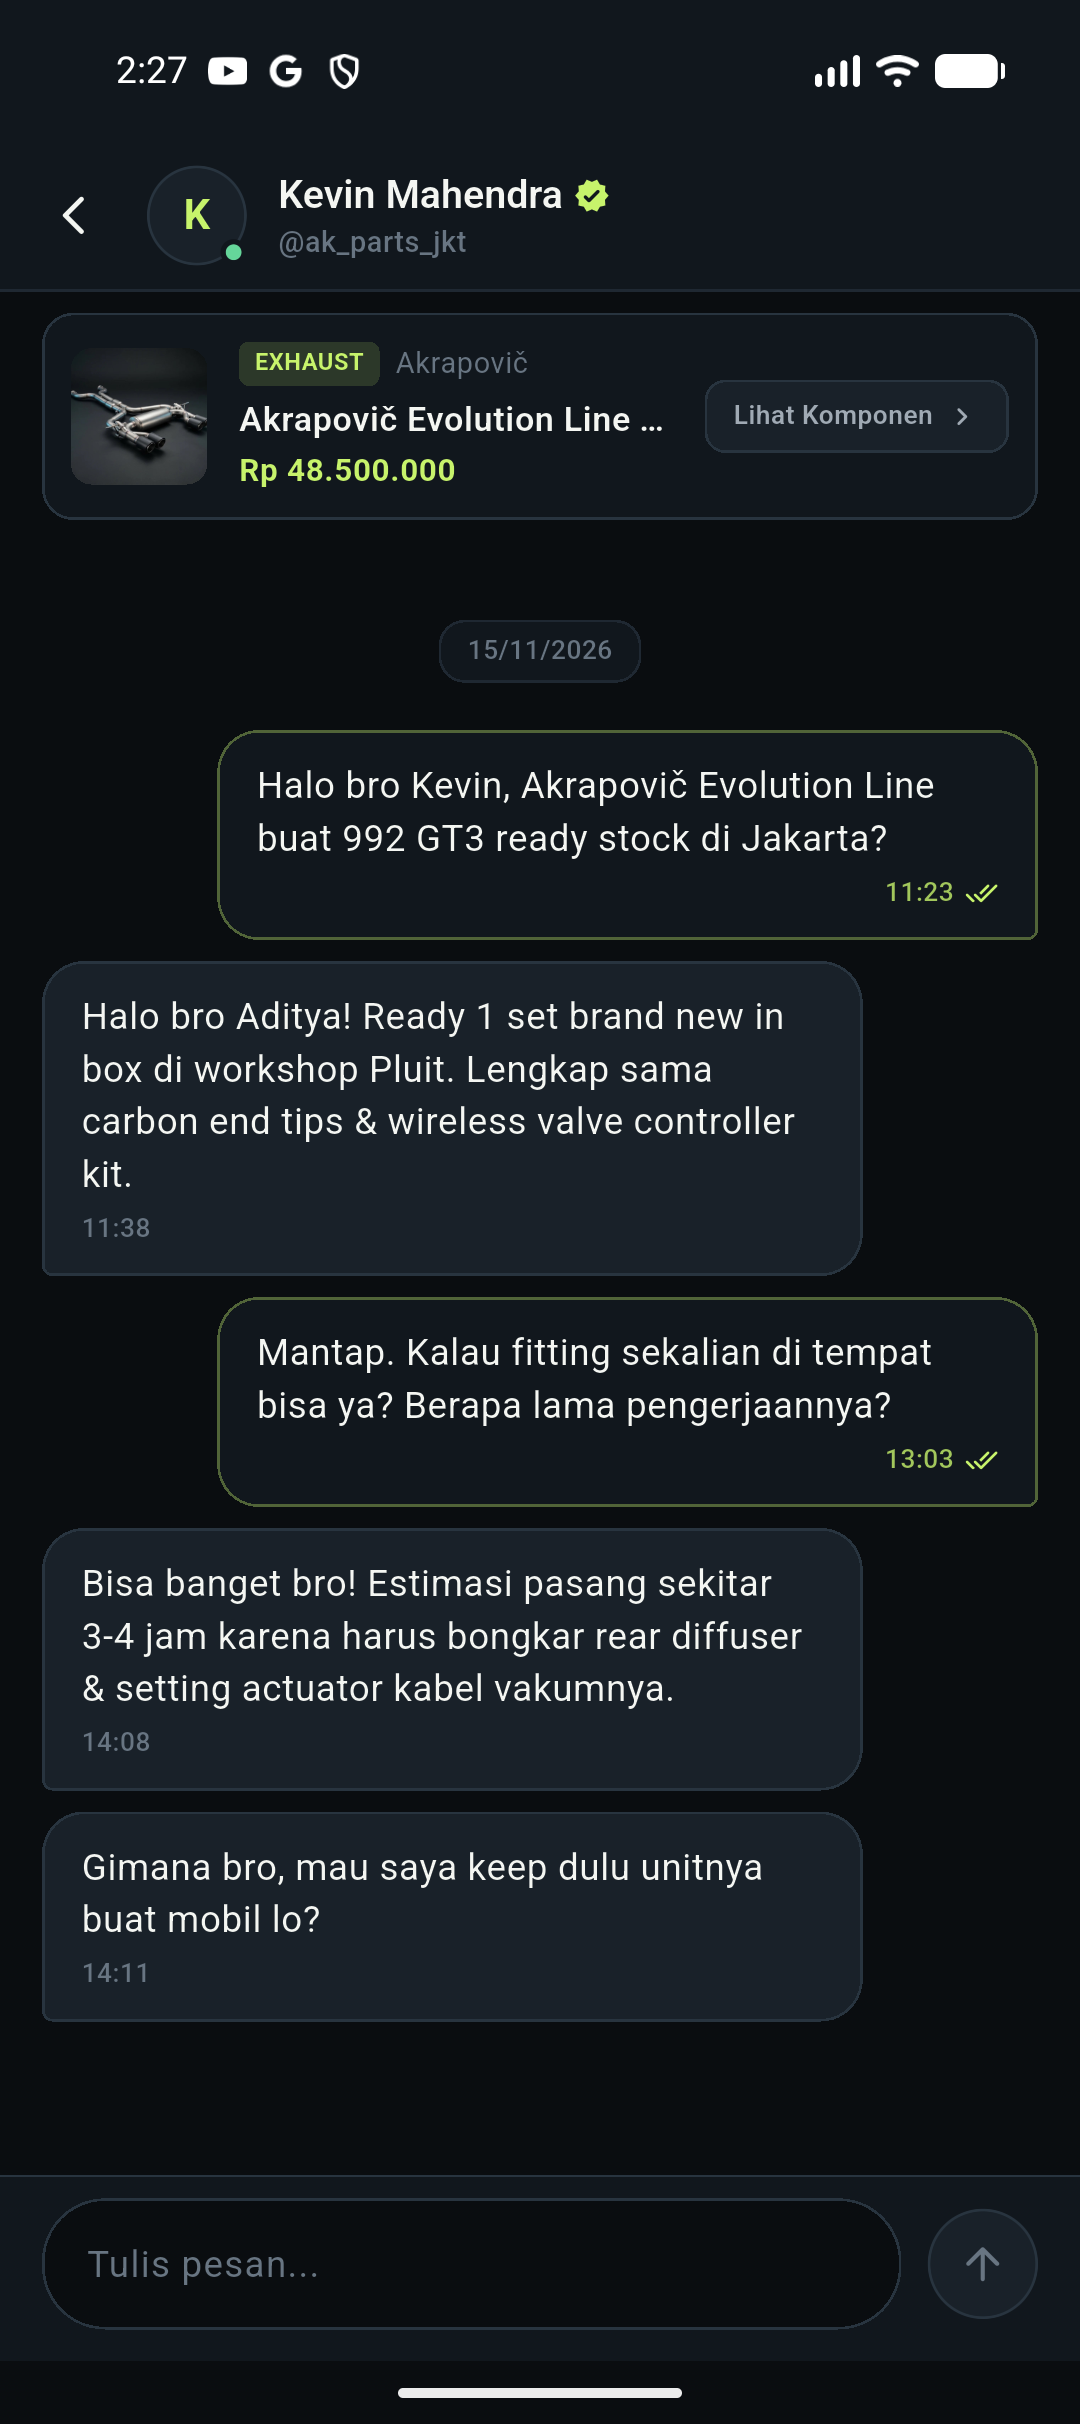 2:27
K
Kevin Mahendra
@ak_parts_jkt
EXHAUST Akrapovič
Akrapovič Evolution Line ...
Rp 48.500.000
Lihat Komponen
15/11/2026
Halo bro Kevin, Akrapovič Evolution Line
buat 992 GT3 ready stock di Jakarta?
11:23
Halo bro Aditya! Ready 1 set brand new in
box di workshop Pluit. Lengkap sama
carbon end tips & wireless valve controller
kit.
11:38
Mantap. Kalau fitting sekalian di tempat
bisa ya? Berapa lama pengerjaannya?
13:03
Bisa banget bro! Estimasi pasang sekitar
3-4 jam karena harus bongkar rear diffuser
& setting actuator kabel vakumnya.
14:08
Gimana bro, mau saya keep dulu unitnya
buat mobil lo?
14:11
Tulis pesan...